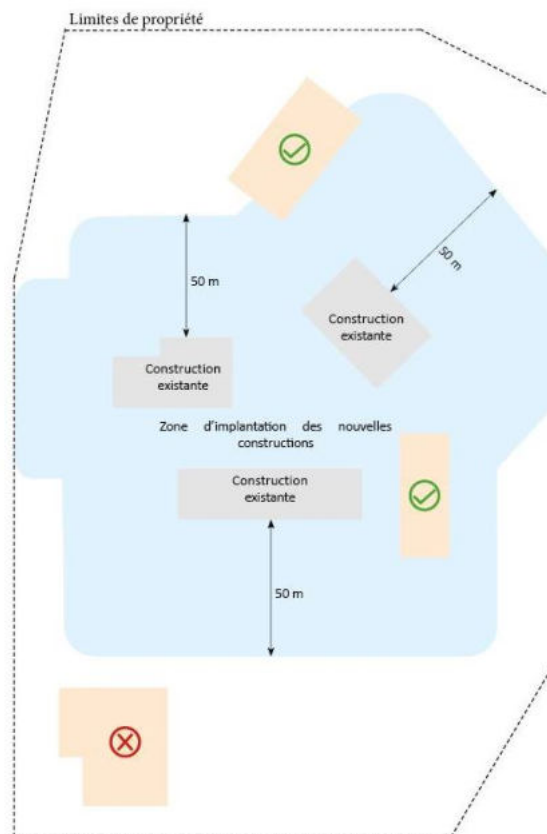 Limites de propriété
50 m
50 m
Construction
existante
Construction
existante
Zone d'implantation des nouvelles
constructions
Construction
existante
50 m